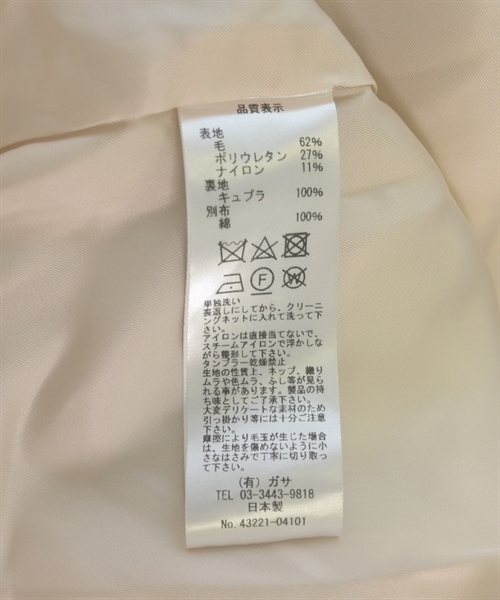 品質表示
表地
毛 62%
ポリウレタン 27%
ナイロン 11%
裏地
キュプラ 100%
別布
綿 100%
F
W
単独洗い
裏返しにしてから、クリーニ
ングネットに入れて洗って下
さい。
アイロンは直接当てないで、
スチームアイロンで浮かしな
がら整形して下さい。
タンブラー乾燥禁止
生地の性質上、ネップ、織り
ムラや色ムラ、ふし等が見ら
れる事があります。製品の持
ち味としてご了承下さい。
大変デリケートな素材のため
引っ掛かり等には十分ご注意
下さい。
摩擦により毛玉が生じた場合
は、生地を傷めないように小
さなはさみで丁寧に切り取っ
て下さい。
(有) ガサ
TEL 03-3443-9818
日本製
No. 43221-04101